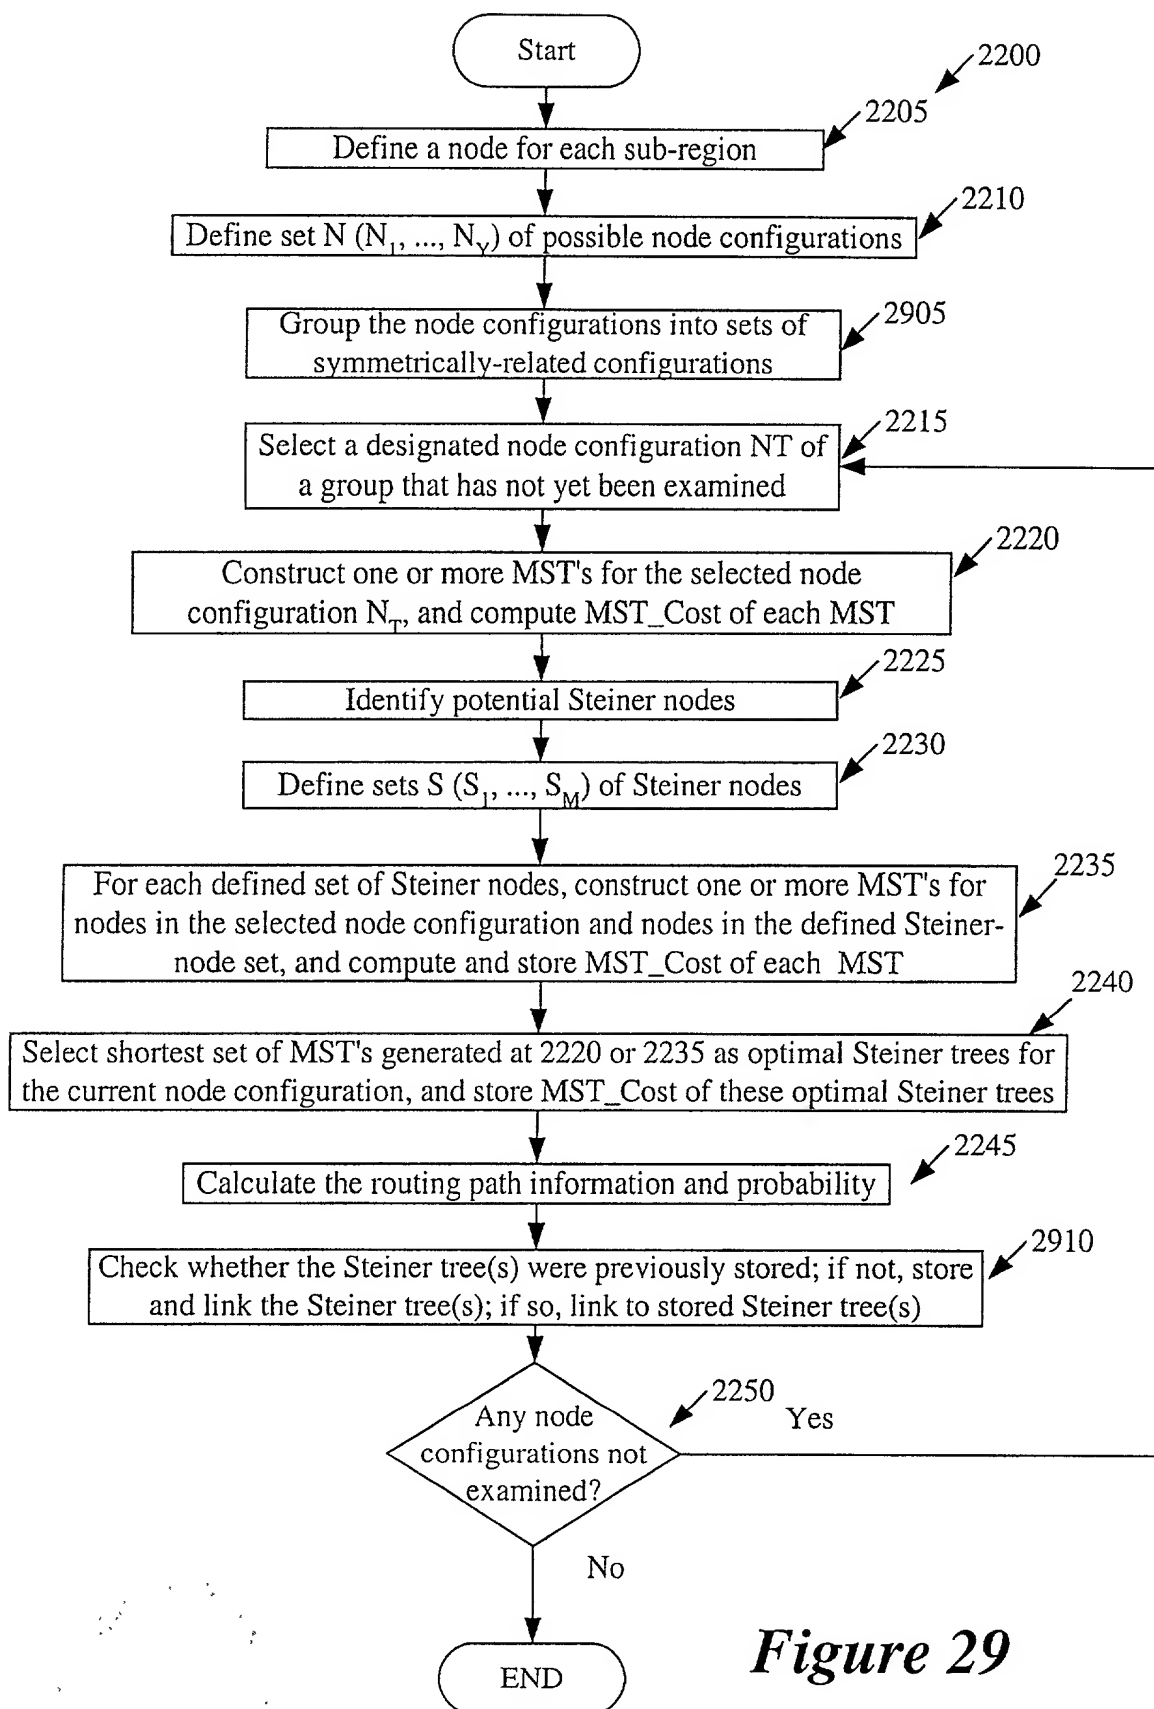 Start
2200
2205
Define a node for each sub-region
2210
Define set N (N₁, ..., N_Y) of possible node configurations
2905
Group the node configurations into sets of
symmetrically-related configurations
2215
Select a designated node configuration NT of
a group that has not yet been examined
2220
Construct one or more MST's for the selected node
configuration N_T, and compute MST_Cost of each MST
2225
Identify potential Steiner nodes
2230
Define sets S (S₁, ..., S_M) of Steiner nodes
2235
For each defined set of Steiner nodes, construct one or more MST's for
nodes in the selected node configuration and nodes in the defined Steiner-
node set, and compute and store MST_Cost of each MST
2240
Select shortest set of MST's generated at 2220 or 2235 as optimal Steiner trees for
the current node configuration, and store MST_Cost of these optimal Steiner trees
2245
Calculate the routing path information and probability
2910
Check whether the Steiner tree(s) were previously stored; if not, store
and link the Steiner tree(s); if so, link to stored Steiner tree(s)
2250
Yes
Any node
configurations not
examined?
No
END
Figure 29